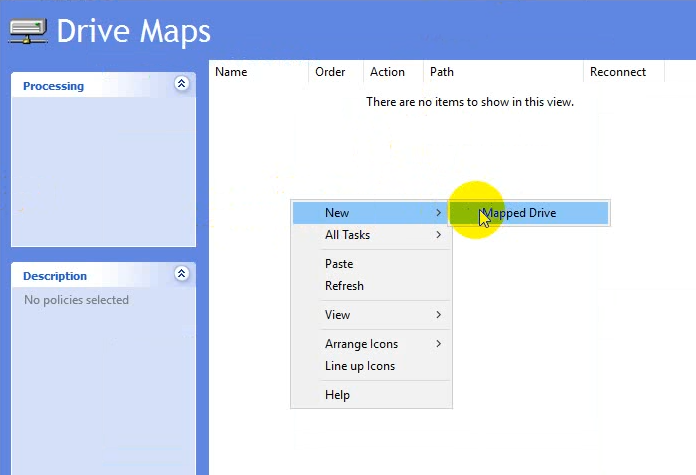 Drive Maps
Processing
Description
No policies selected
Name Order Action Path Reconnect
There are no items to show in this view.
New
Mapped Drive
All Tasks
Paste
Refresh
View
Arrange Icons
Line up Icons
Help